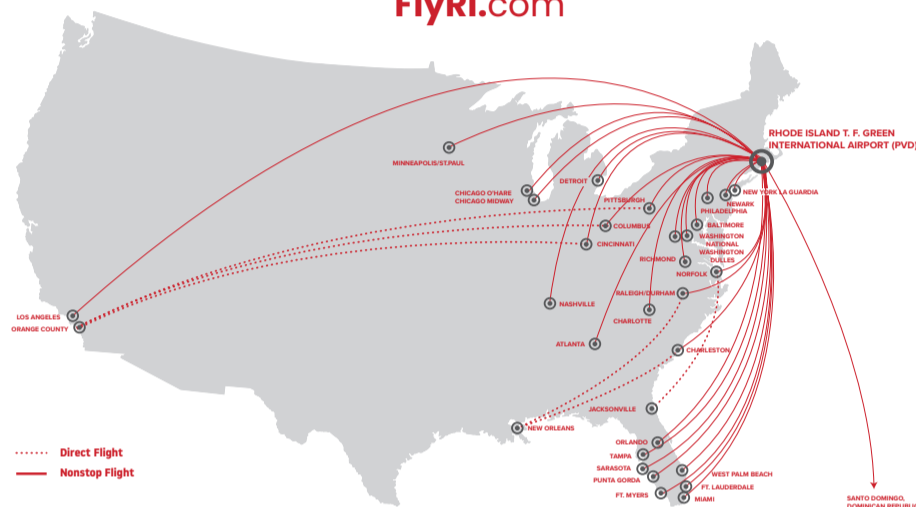 FlyRI.com
RHODE ISLAND T. F. GREEN
INTERNATIONAL AIRPORT (PVD)
MINNEAPOLIS/ST.PAUL
DETROIT
CHICAGO O'HARE
CHICAGO MIDWAY
PITTSBURGH
NEW YORK LA GUARDIA
NEWARK
PHILADELPHIA
COLUMBUS
BALTIMORE
CINCINNATI
WASHINGTON
NATIONAL
WASHINGTON
DULLES
RICHMOND
NORFOLK
RALEIGH/DURHAM
NASHVILLE
CHARLOTTE
LOS ANGELES
ORANGE COUNTY
ATLANTA
CHARLESTON
JACKSONVILLE
NEW ORLEANS
ORLANDO
TAMPA
SARASOTA
PUNTA GORDA
WEST PALM BEACH
FT. LAUDERDALE
FT. MYERS
MIAMI
Direct Flight
Nonstop Flight
SANTO DOMINGO,
DOMINICAN REPUBLI